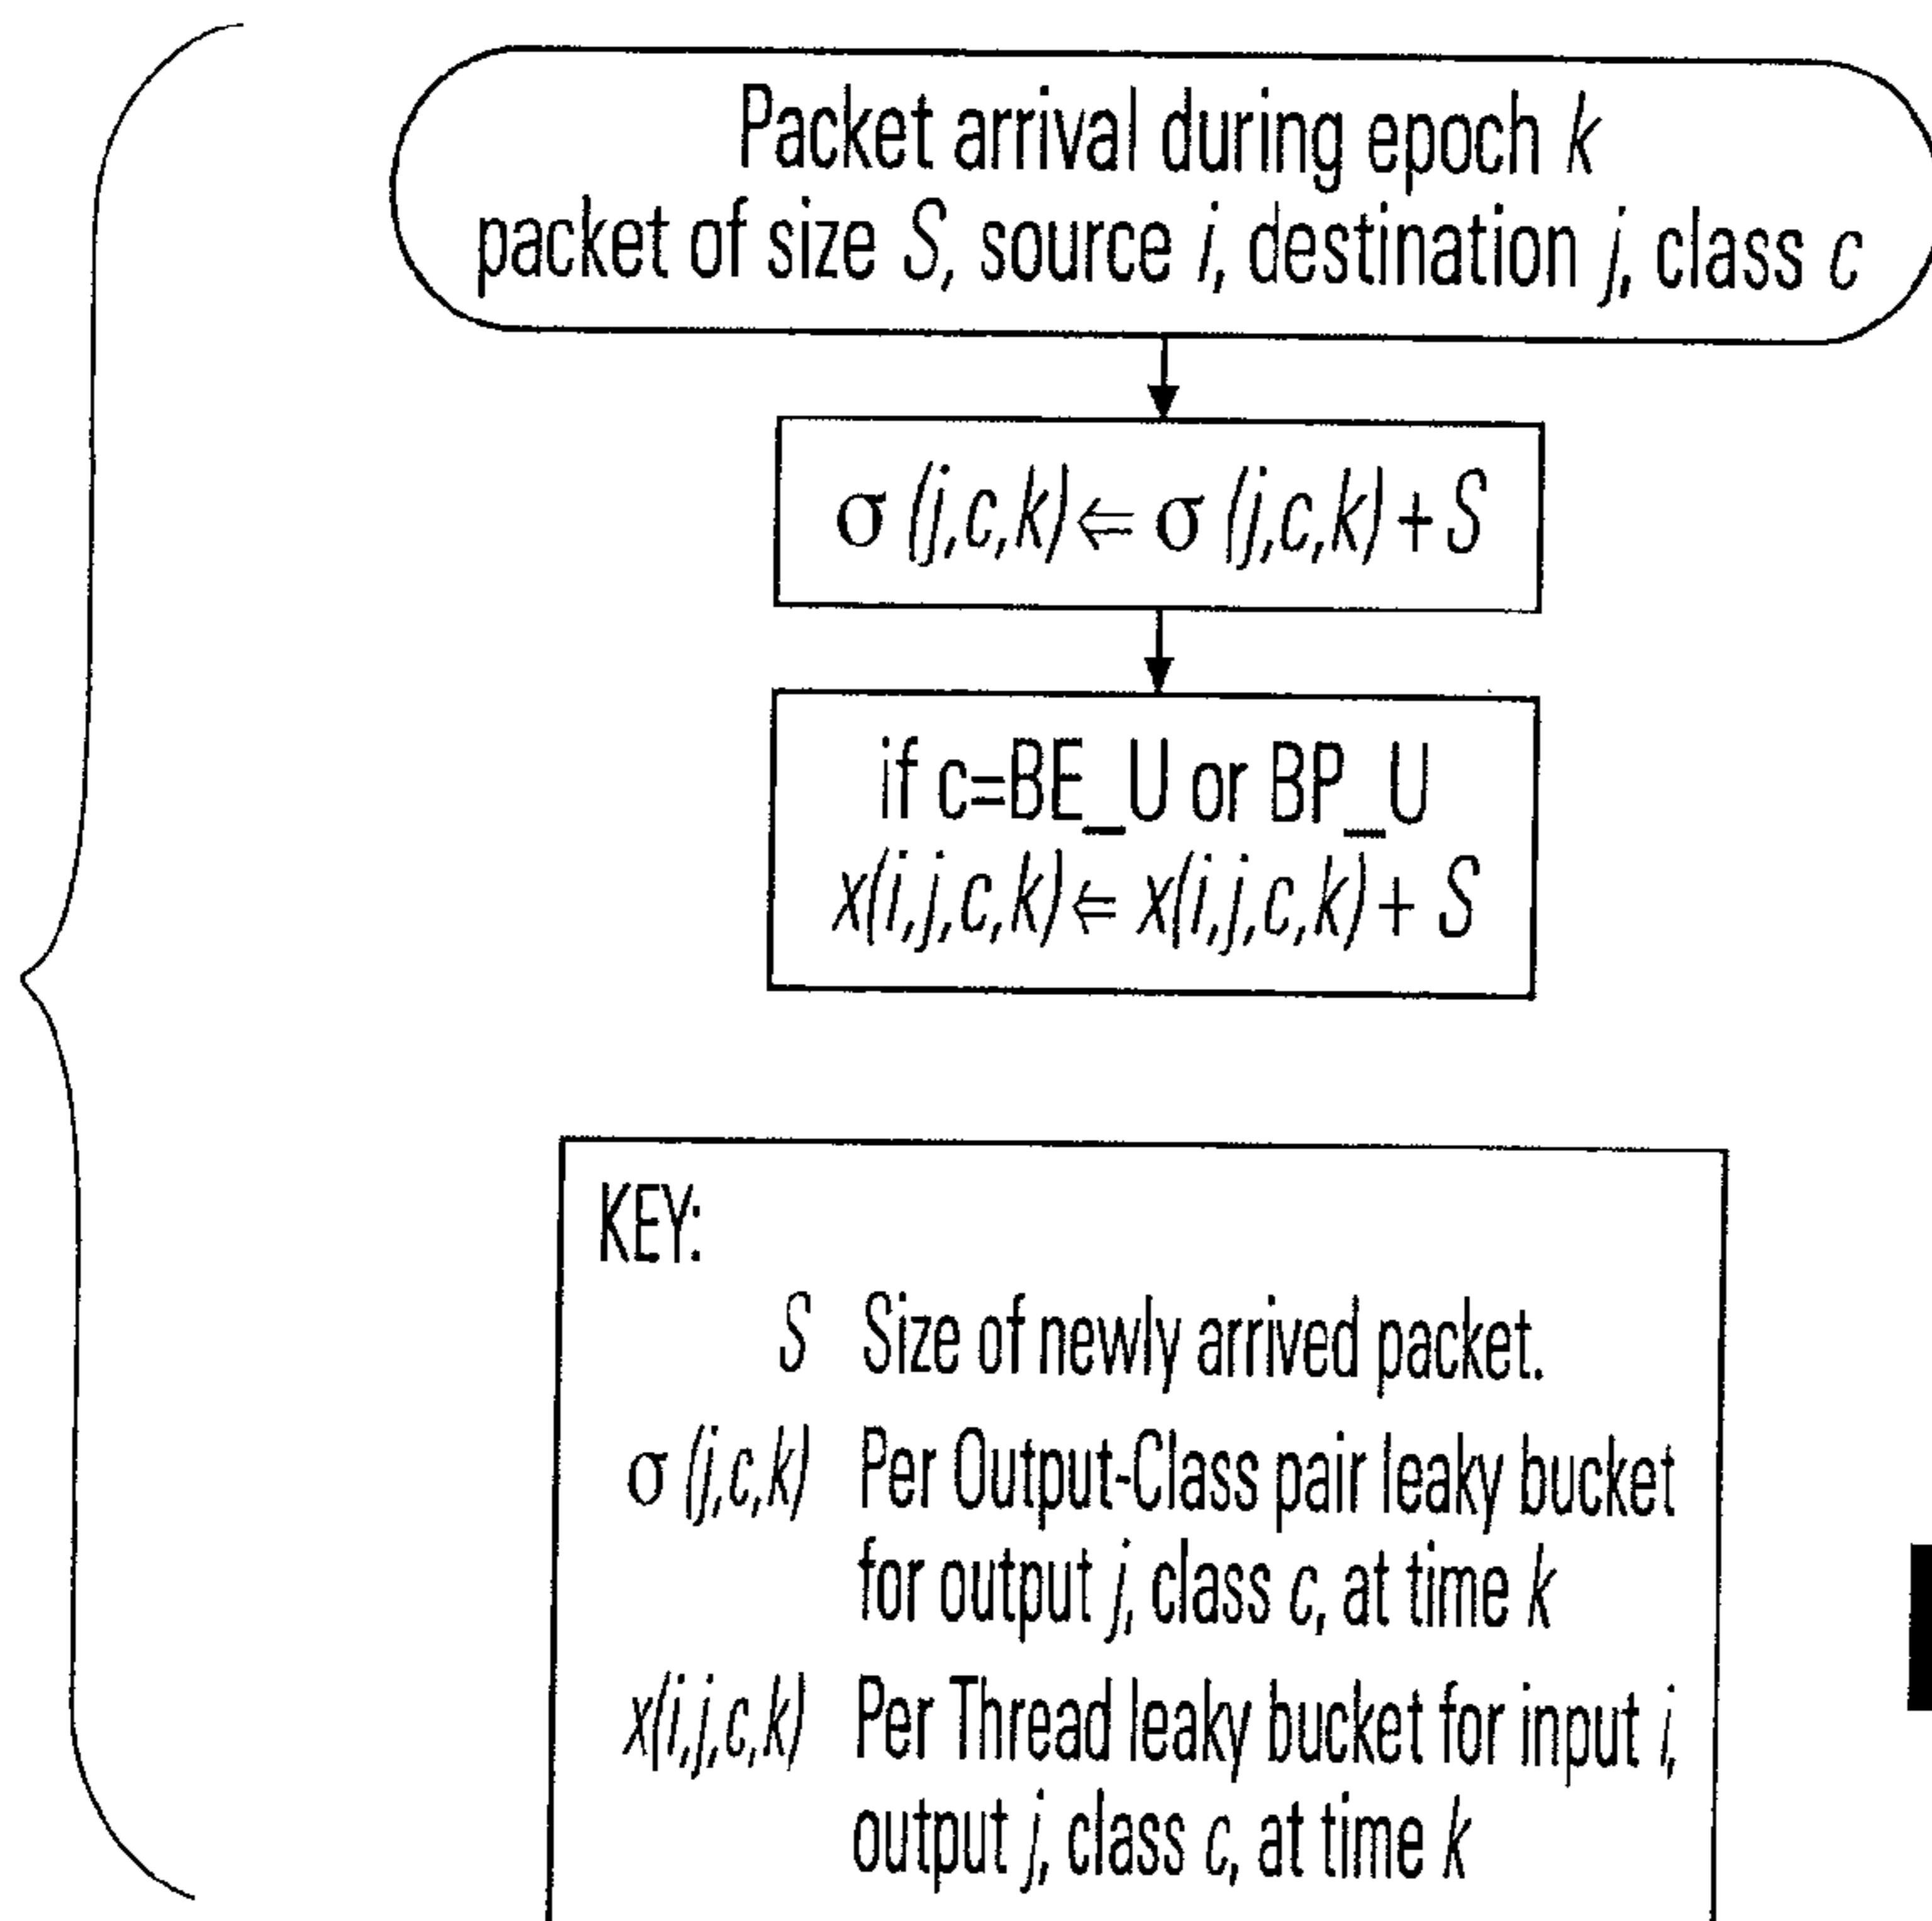 Packet arrival during epoch k
packet of size S, source i, destination j, class c
σ (j,c,k) ⇐ σ (j,c,k) + S
if c=BE_U or BP_U
x(i,j,c,k) ⇐ x(i,j,c,k) + S
KEY:
S Size of newly arrived packet.
σ (j,c,k) Per Output-Class pair leaky bucket
for output j, class c, at time k
x(i,j,c,k) Per Thread leaky bucket for input i,
output j, class c, at time k